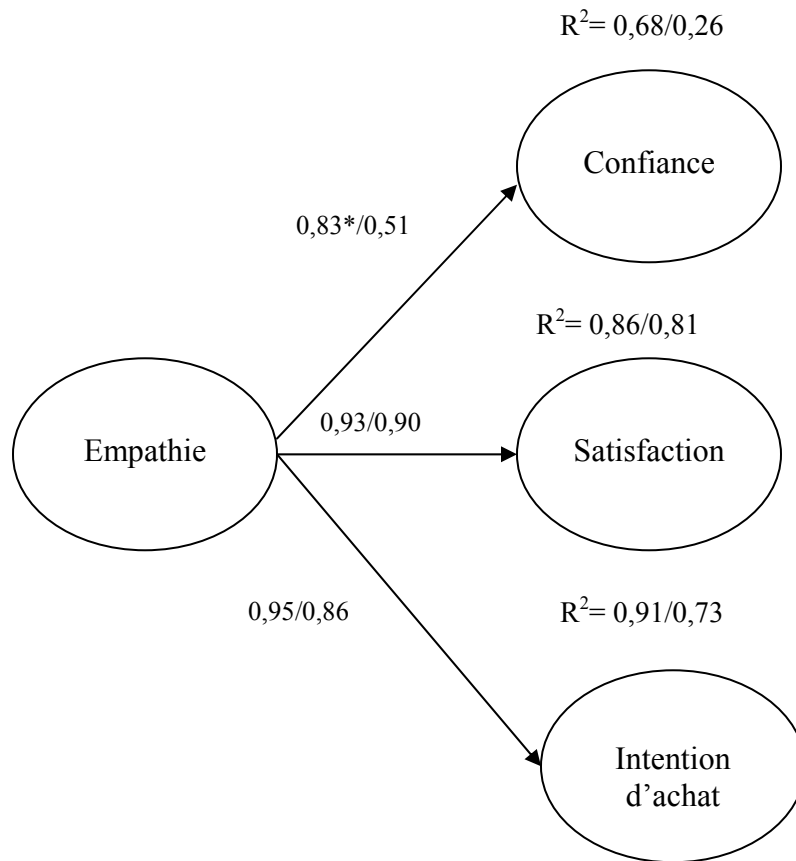 R²= 0,68/0,26
Confiance
0,83*/0,51
R²= 0,86/0,81
Empathie
0,93/0,90
Satisfaction
0,95/0,86
R²= 0,91/0,73
Intention
d’achat